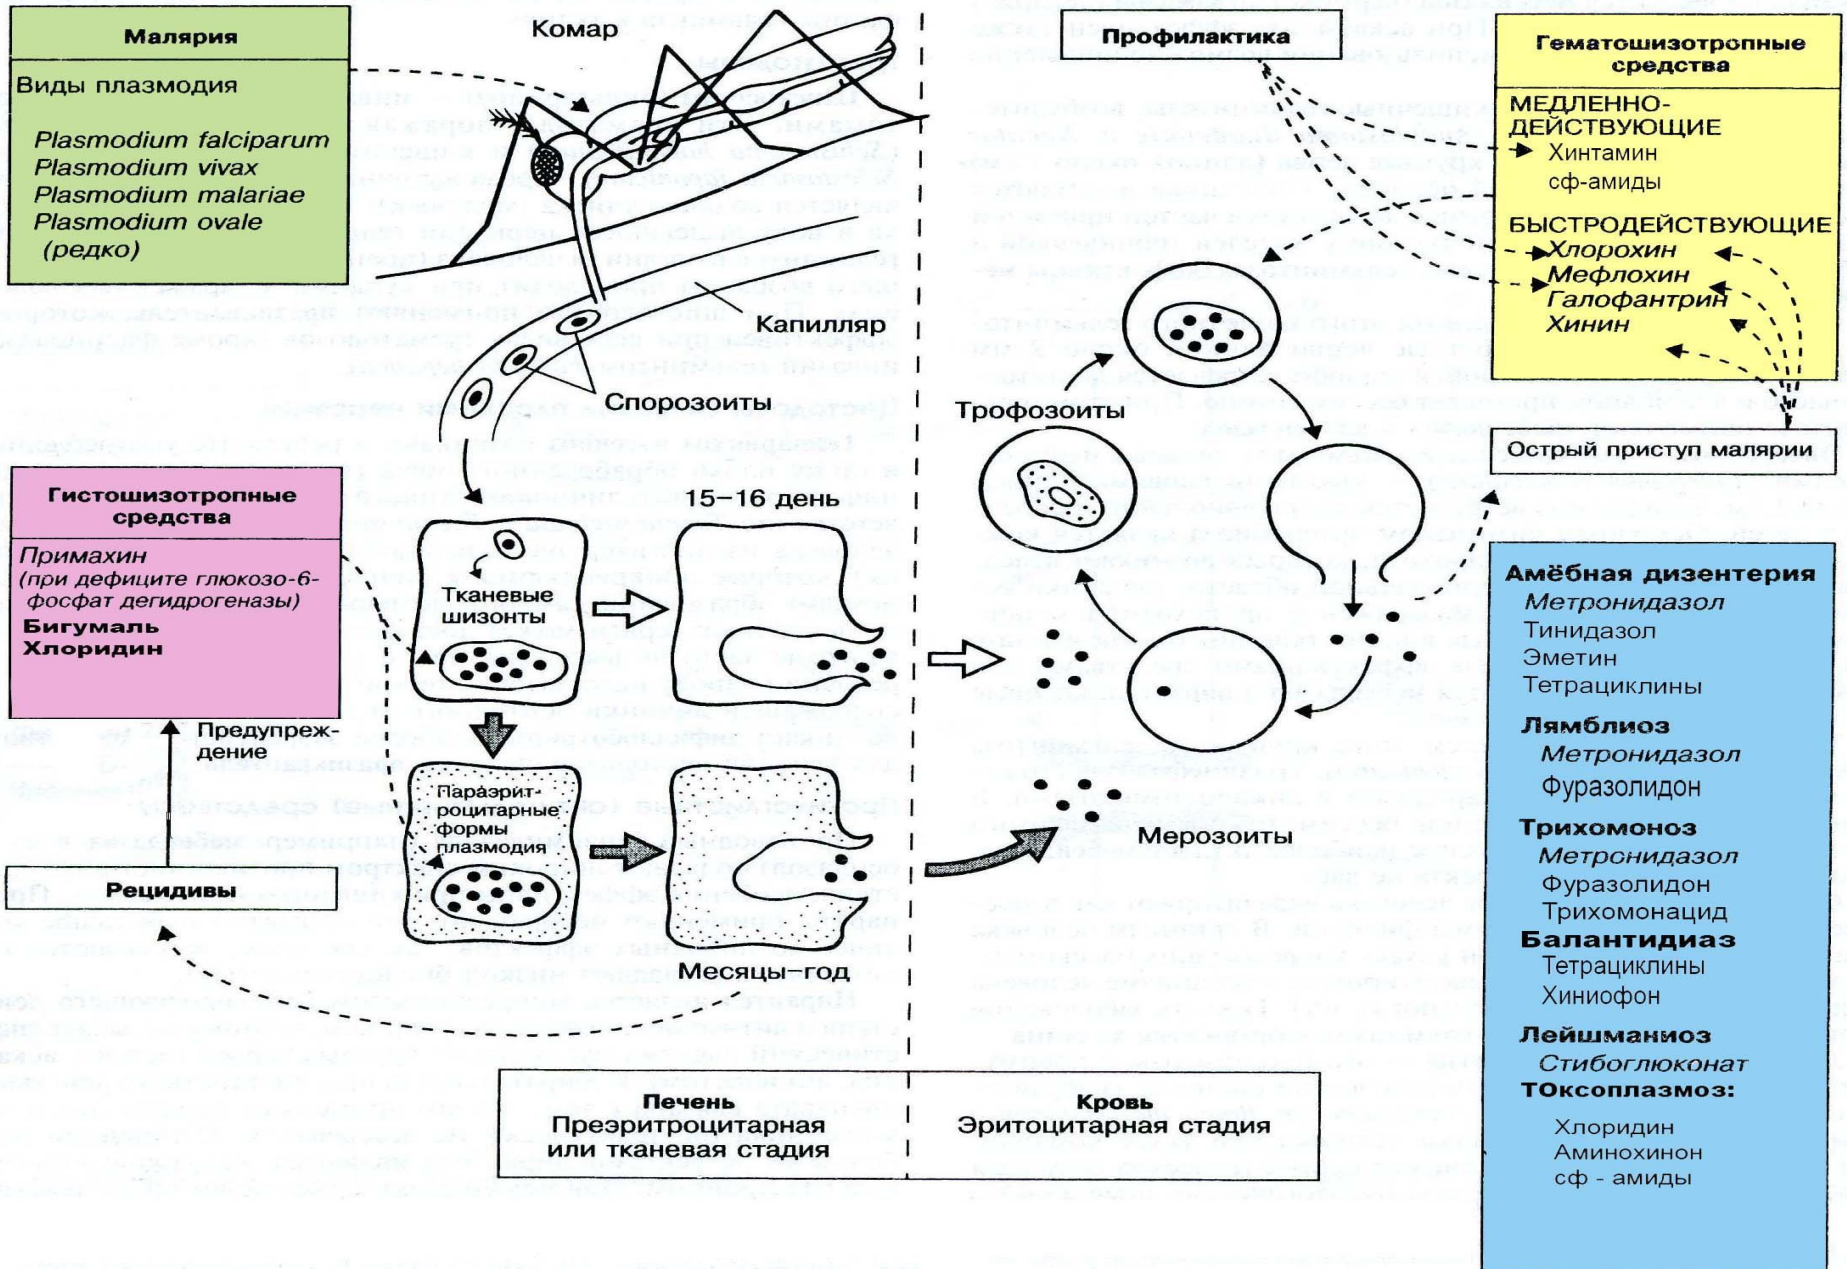 Малярия
Виды плазмодия
Plasmodium falciparum
Plasmodium vivax
Plasmodium malariae
Plasmodium ovale
(редко)
Комар
Капилляр
Спорозоиты
Гистошизотропные
средства
Примахин
(при дефиците глюкозо-6-
фосфат дегидрогеназы)
Бигумаль
Хлоридин
Предупреж-
дение
Рецидивы
15–16 день
Тканевые
шизонты
Параэрит-
роцитарные
формы
плазмодия
Месяцы–год
Печень
Преэритроцитарная
или тканевая стадия
Кровь
Эритоцитарная стадия
Профилактика
Трофозоиты
Мерозоиты
Гематошизотропные
средства
МЕДЛЕННО-
ДЕЙСТВУЮЩИЕ
Хинтамин
сф-амиды
БЫСТРОДЕЙСТВУЮЩИЕ
Хлорохин
Мефлохин
Галофантрин
Хинин
Острый приступ малярии
Амёбная дизентерия
Метронидазол
Тинидазол
Эметин
Тетрациклины
Лямблиоз
Метронидазол
Фуразолидон
Трихомоноз
Метронидазол
Фуразолидон
Трихомонацид
Балантидиаз
Тетрациклины
Хиниофон
Лейшманиоз
Стибоглюконат
ТОксоплазмоз:
Хлоридин
Аминохинон
сф - амиды